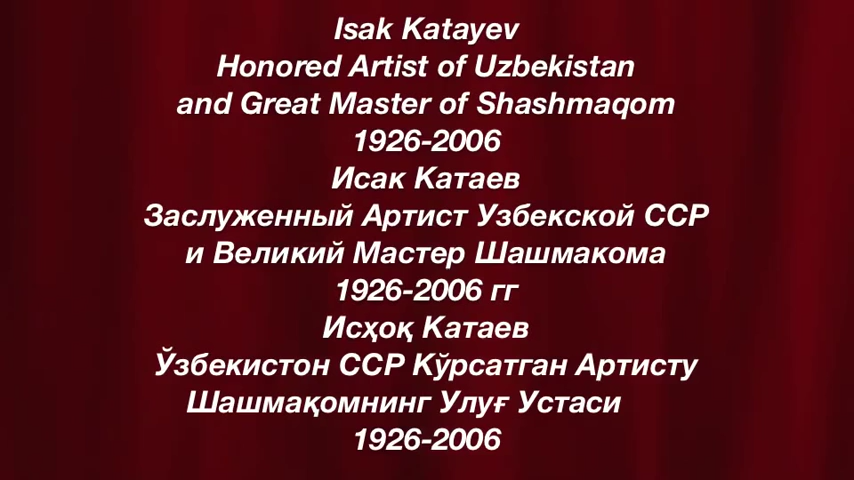 Isak Katayev
Honored Artist of Uzbekistan
and Great Master of Shashmaqom
1926-2006
Исак Катаев
Заслуженный Артист Узбекской ССР
и Великий Мастер Шашмакома
1926-2006 гг
Исҳоқ Катаев
Ўзбекистон ССР Кўрсатган Артисту
Шашмақомнинг Улуғ Устаси
1926-2006